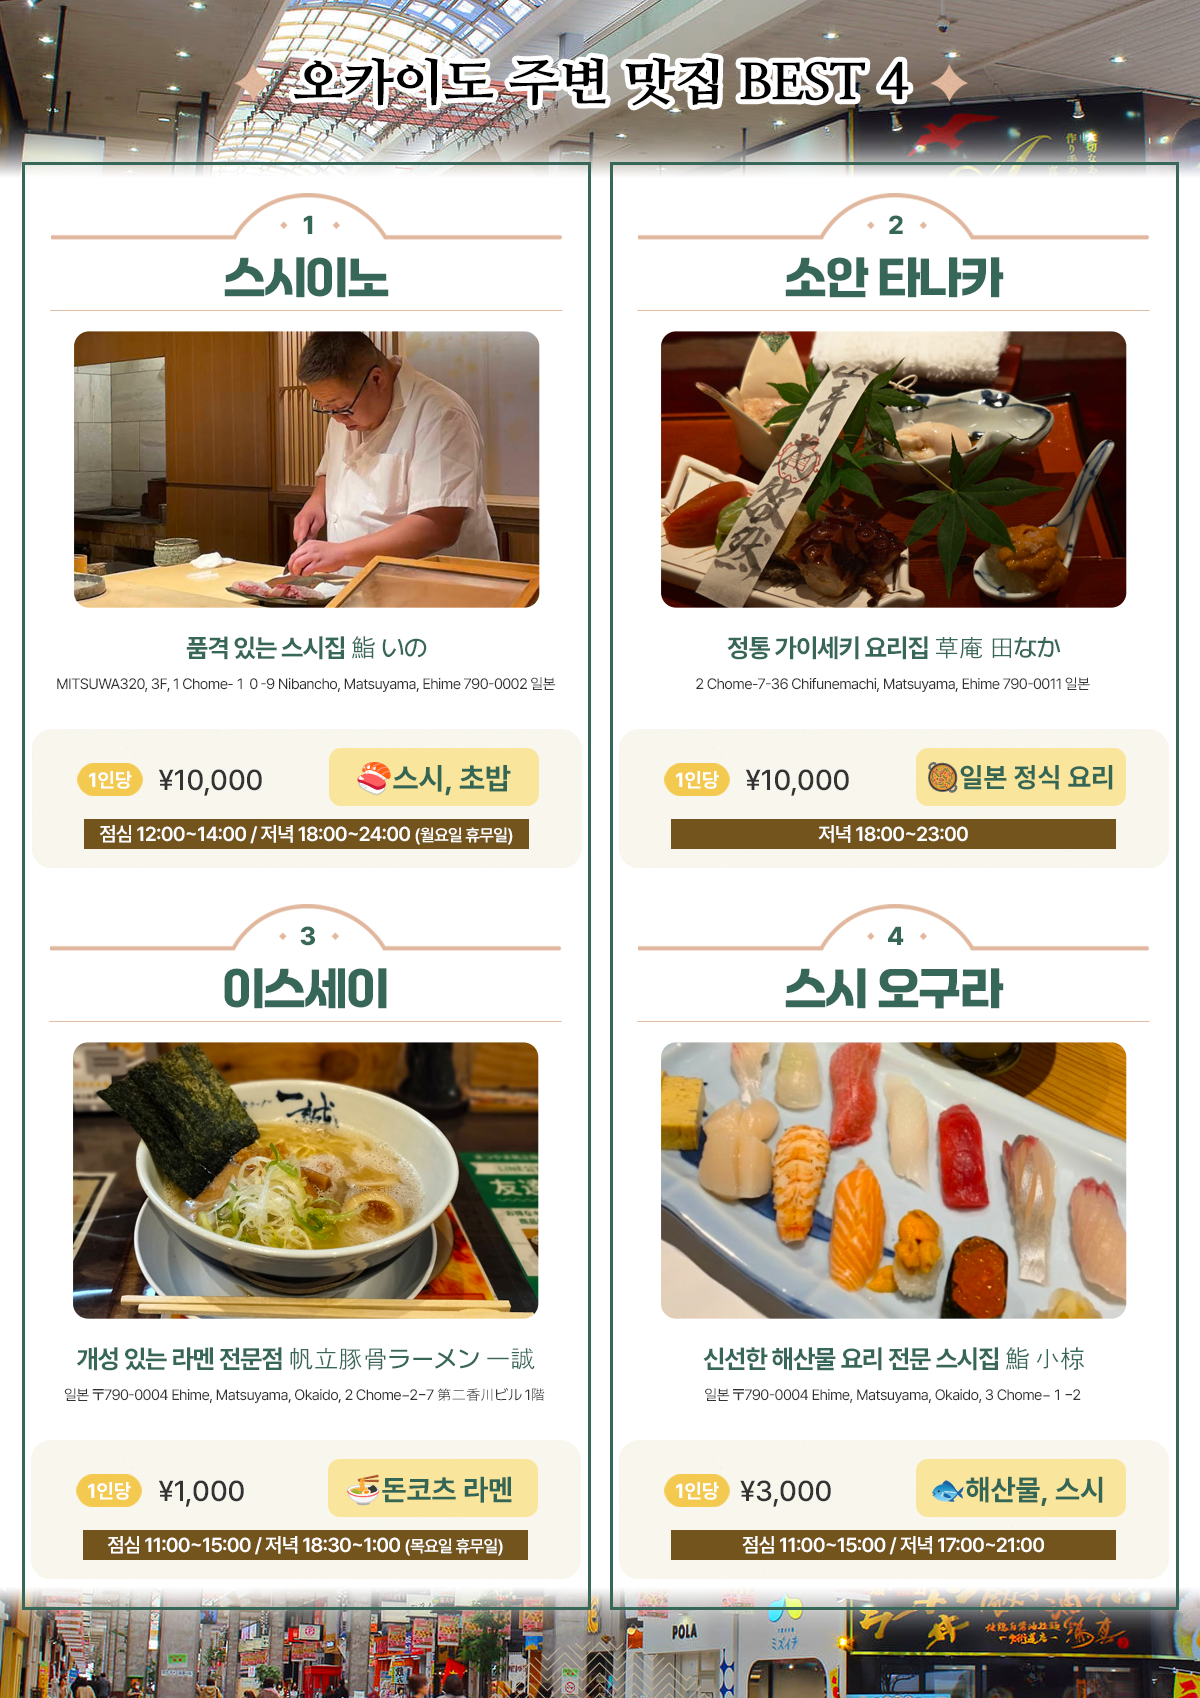 오카이도 주변 맛집 BEST 4
1
스시이노
품격 있는 스시집 鮨 いの
MITSUWA320, 3F, 1 Chome-１０-9 Nibancho, Matsuyama, Ehime 790-0002 일본
1인당 ¥10,000 스시, 초밥
점심 12:00~14:00 / 저녁 18:00~24:00 (월요일 휴무일)
2
소안 타나카
정통 가이세키 요리집 草庵 田なか
2 Chome-7-36 Chifunemachi, Matsuyama, Ehime 790-0011 일본
1인당 ¥10,000 일본 정식 요리
저녁 18:00~23:00
3
이스세이
一誠
友達
개성 있는 라멘 전문점 帆立豚骨ラーメン 一誠
일본 〒790-0004 Ehime, Matsuyama, Okaido, 2 Chome−2−7 第二香川ビル 1階
1인당 ¥1,000 돈코츠 라멘
점심 11:00~15:00 / 저녁 18:30~1:00 (목요일 휴무일)
4
스시 오구라
신선한 해산물 요리 전문 스시집 鮨 小椋
일본 〒790-0004 Ehime, Matsuyama, Okaido, 3 Chome−１−2
1인당 ¥3,000 해산물, 스시
점심 11:00~15:00 / 저녁 17:00~21:00
POLA
ミズイチ